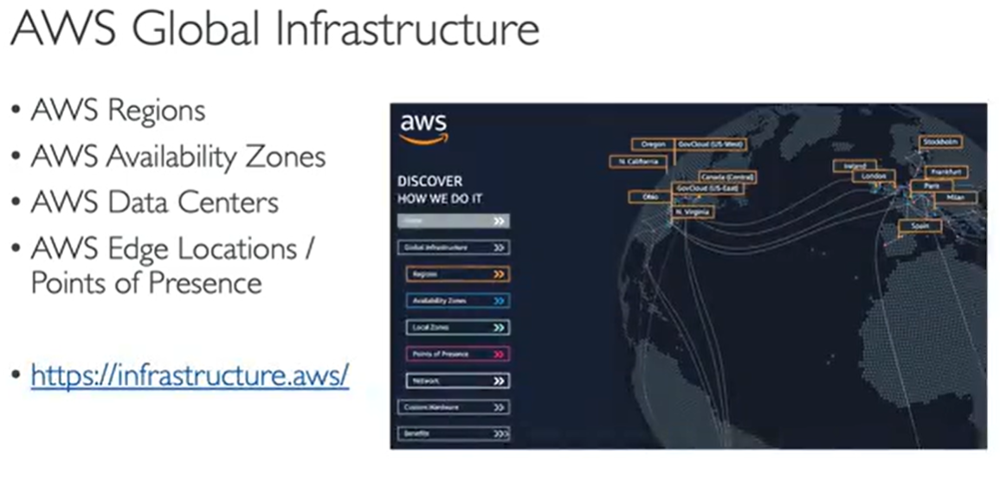 AWS Global Infrastructure
• AWS Regions
• AWS Availability Zones
• AWS Data Centers
• AWS Edge Locations /
Points of Presence
• https://infrastructure.aws/
aws
DISCOVER
HOW WE DO IT
Home
Global Infrastructure
Regions
Availability Zones
Local Zones
Points of Presence
Network
Custom Hardware
Benefits
Oregon
GovCloud (US-West)
N. California
Canada (Central)
GovCloud (US-East)
Ohio
N. Virginia
Stockholm
Ireland
London
Frankfurt
Paris
Milan
Spain